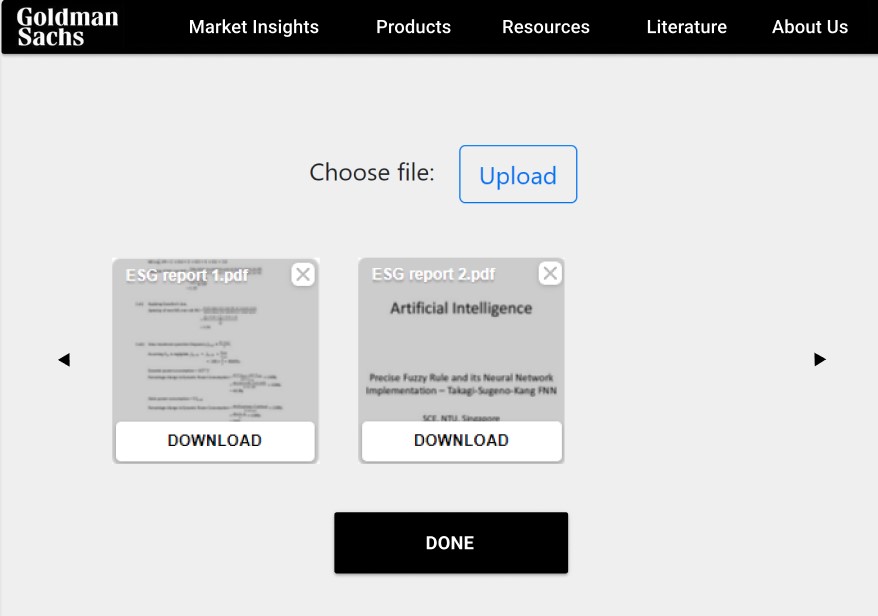 Goldman
Sachs
Market Insights
Products
Resources
Literature
About Us
Choose file:
Upload
ESG report 1.pdf
ESG report 2.pdf
Artificial Intelligence
Precise Fuzzy Rule and its Neural Network
Implementation – Takagi-Sugeno-Kang FNN
SCE, NTU, Singapore
DOWNLOAD
DOWNLOAD
DONE